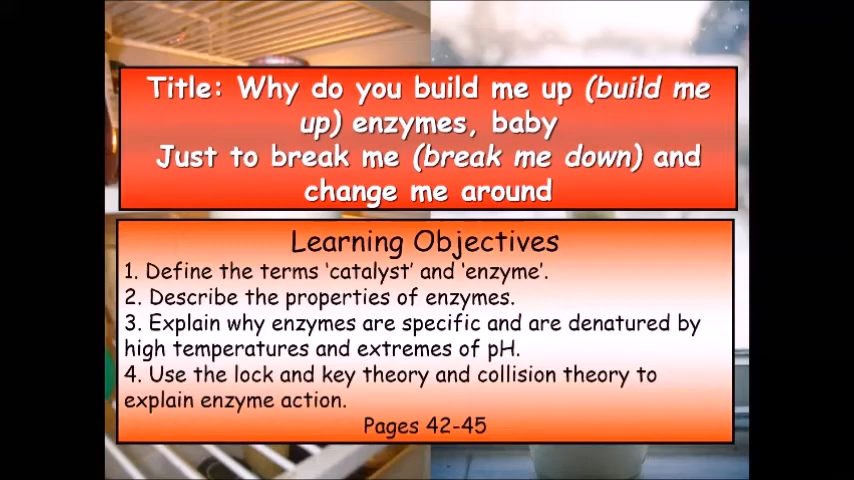 Title: Why do you build me up (build me
up) enzymes, baby
Just to break me (break me down) and
change me around
Learning Objectives
1. Define the terms 'catalyst' and 'enzyme'.
2. Describe the properties of enzymes.
3. Explain why enzymes are specific and are denatured by
high temperatures and extremes of pH.
4. Use the lock and key theory and collision theory to
explain enzyme action.
Pages 42-45